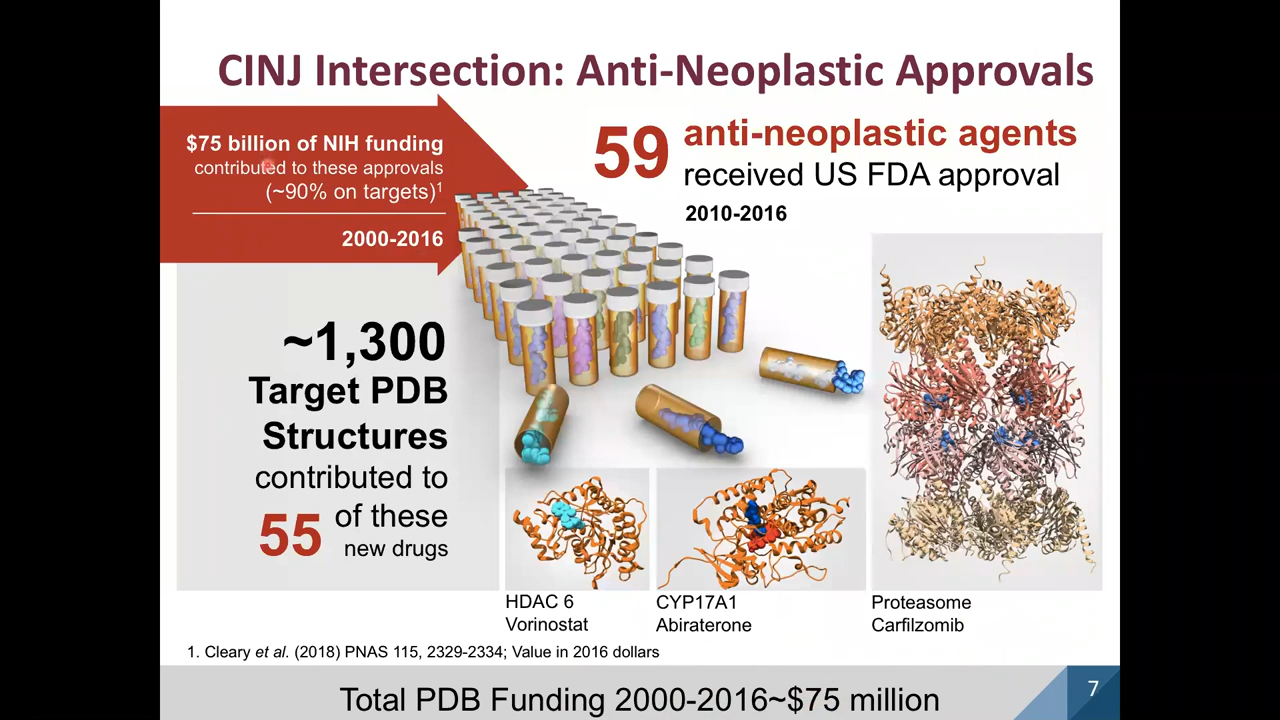 CINJ Intersection: Anti-Neoplastic Approvals
$75 billion of NIH funding
contributed to these approvals
(~90% on targets)1
2000-2016
59 anti-neoplastic agents
received US FDA approval
2010-2016
~1,300
Target PDB
Structures
contributed to
55 of these
new drugs
HDAC 6
Vorinostat
CYP17A1
Abiraterone
Proteasome
Carfilzomib
1. Cleary et al. (2018) PNAS 115, 2329-2334; Value in 2016 dollars
Total PDB Funding 2000-2016~$75 million
7